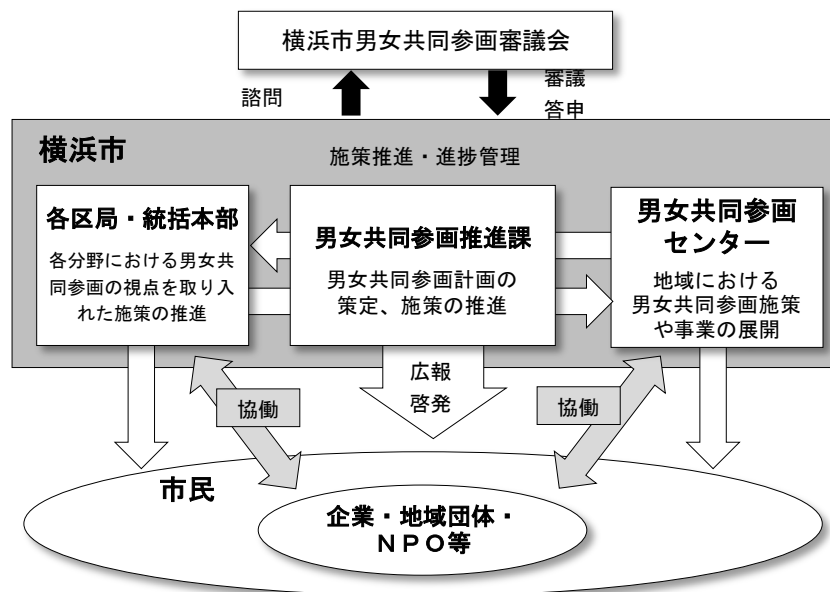 横浜市男女共同参画審議会
諮問
審議
答申
横浜市
施策推進・進捗管理
各区局・統括本部
各分野における男女共
同参画の視点を取り入
れた施策の推進
男女共同参画推進課
男女共同参画計画の
策定、施策の推進
男女共同参画
センター
地域における
男女共同参画施策
や事業の展開
広報
啓発
協働
協働
市民
企業・地域団体・
ＮＰＯ等